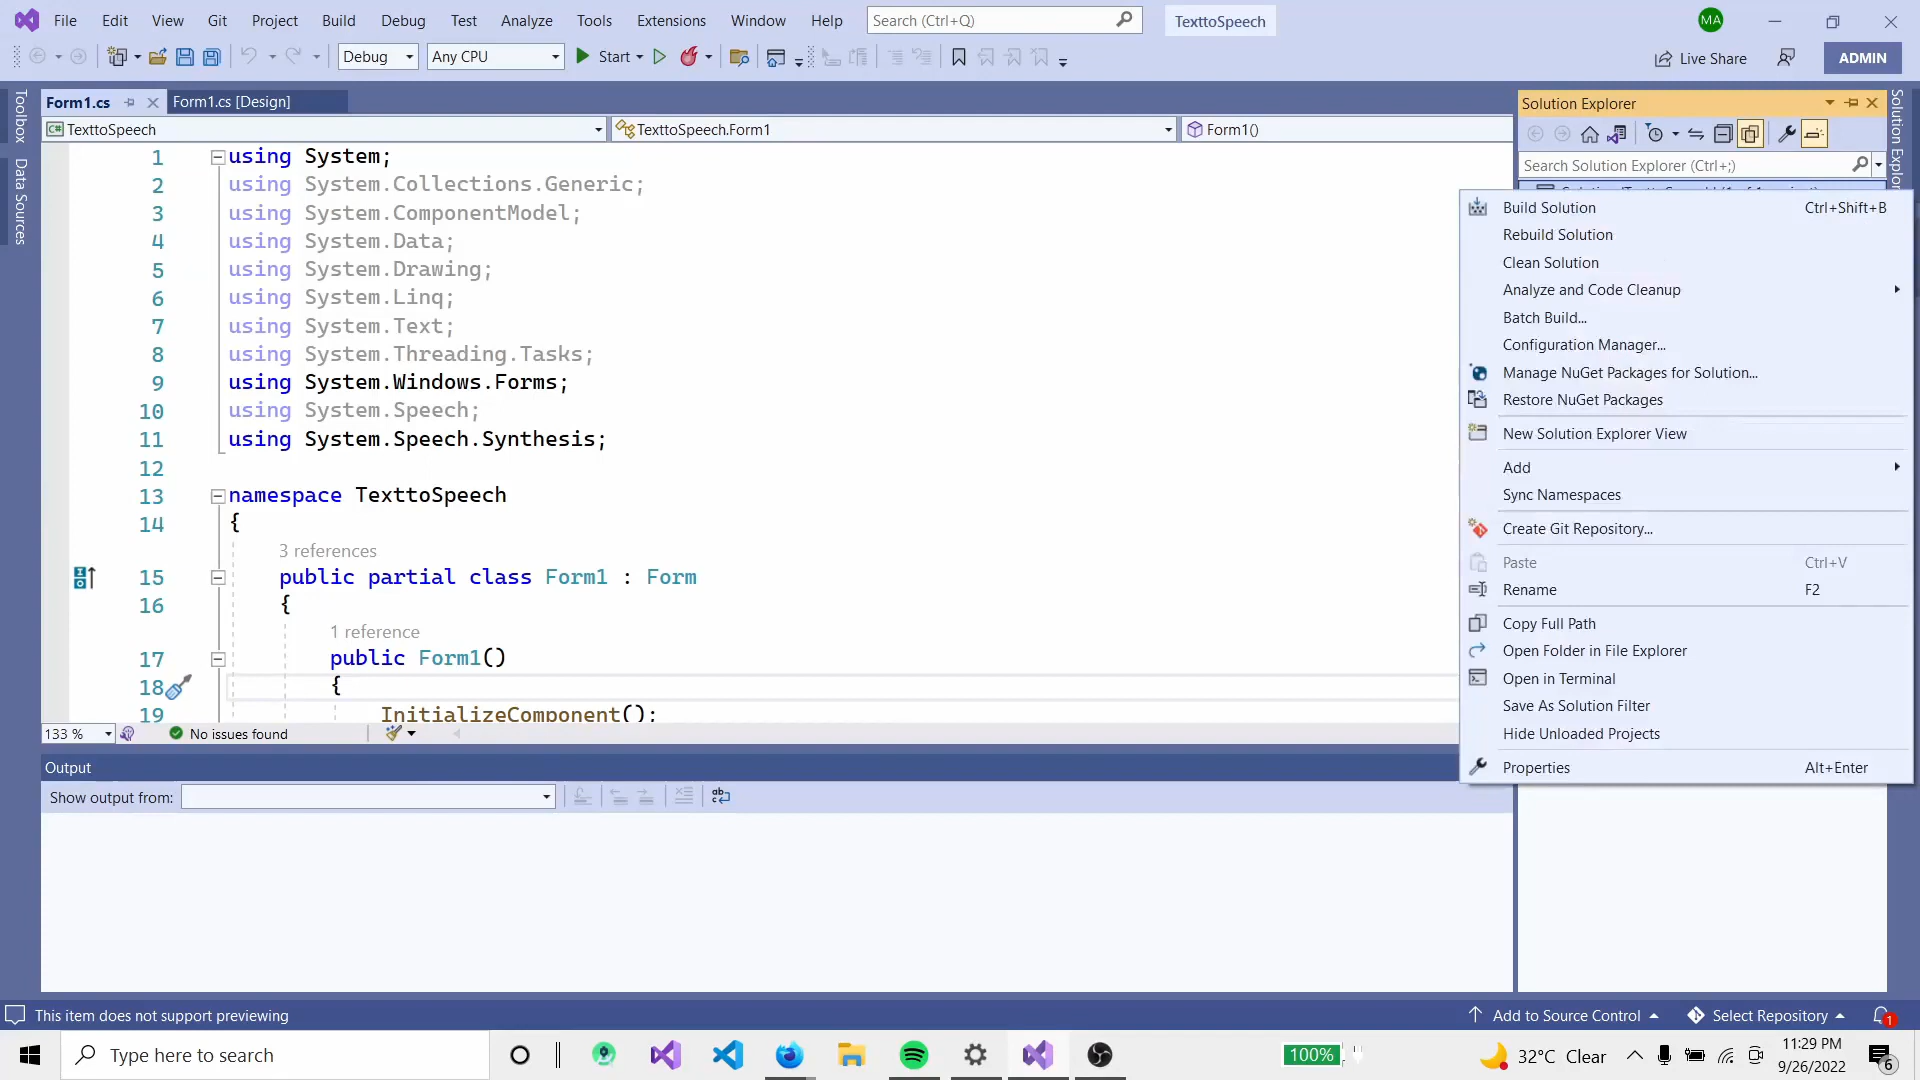 File Edit View Git Project Build Debug Test Analyze Tools Extensions Window Help Search (Ctrl+Q) TexttoSpeech MA
Debug Any CPU Start Live Share ADMIN
Toolbox
Data Sources
Form1.cs Form1.cs [Design]
TexttoSpeech TexttoSpeech.Form1 Form1()
1 using System;
2 using System.Collections.Generic;
3 using System.ComponentModel;
4 using System.Data;
5 using System.Drawing;
6 using System.Linq;
7 using System.Text;
8 using System.Threading.Tasks;
9 using System.Windows.Forms;
10 using System.Speech;
11 using System.Speech.Synthesis;
12
13 namespace TexttoSpeech
14 {
3 references
15 public partial class Form1 : Form
16 {
1 reference
17 public Form1()
18 {
19 InitializeComponent();
133 % No issues found
Output
Show output from:
Solution Explorer
Search Solution Explorer (Ctrl+;)
Build Solution Ctrl+Shift+B
Rebuild Solution
Clean Solution
Analyze and Code Cleanup
Batch Build...
Configuration Manager...
Manage NuGet Packages for Solution...
Restore NuGet Packages
New Solution Explorer View
Add
Sync Namespaces
Create Git Repository...
Paste Ctrl+V
Rename F2
Copy Full Path
Open Folder in File Explorer
Open in Terminal
Save As Solution Filter
Hide Unloaded Projects
Properties Alt+Enter
This item does not support previewing Add to Source Control Select Repository 1
Type here to search 100% 32°C Clear 11:29 PM
9/26/2022 6